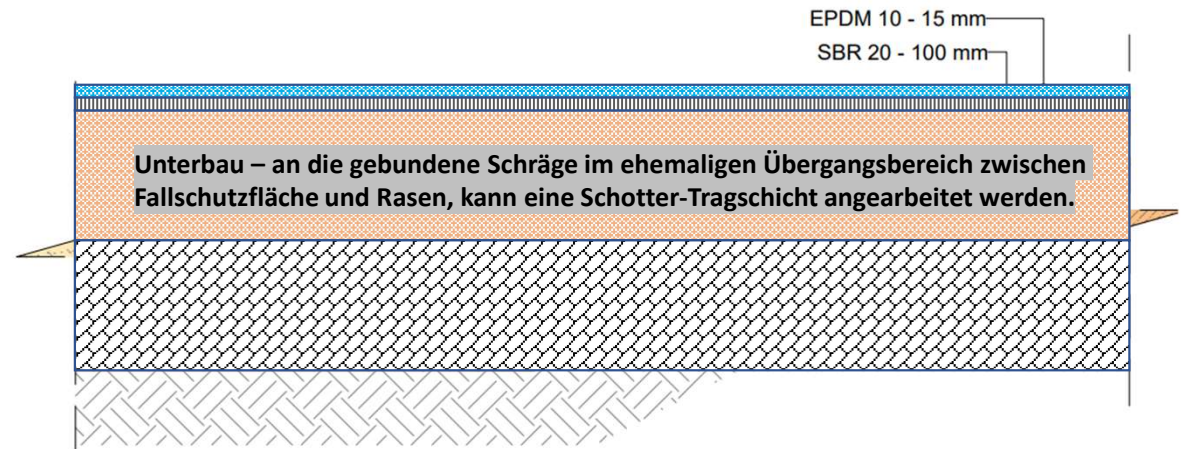 EPDM 10 - 15 mm
SBR 20 - 100 mm
Unterbau – an die gebundene Schräge im ehemaligen Übergangsbereich zwischen
Fallschutzfläche und Rasen, kann eine Schotter-Tragschicht angearbeitet werden.